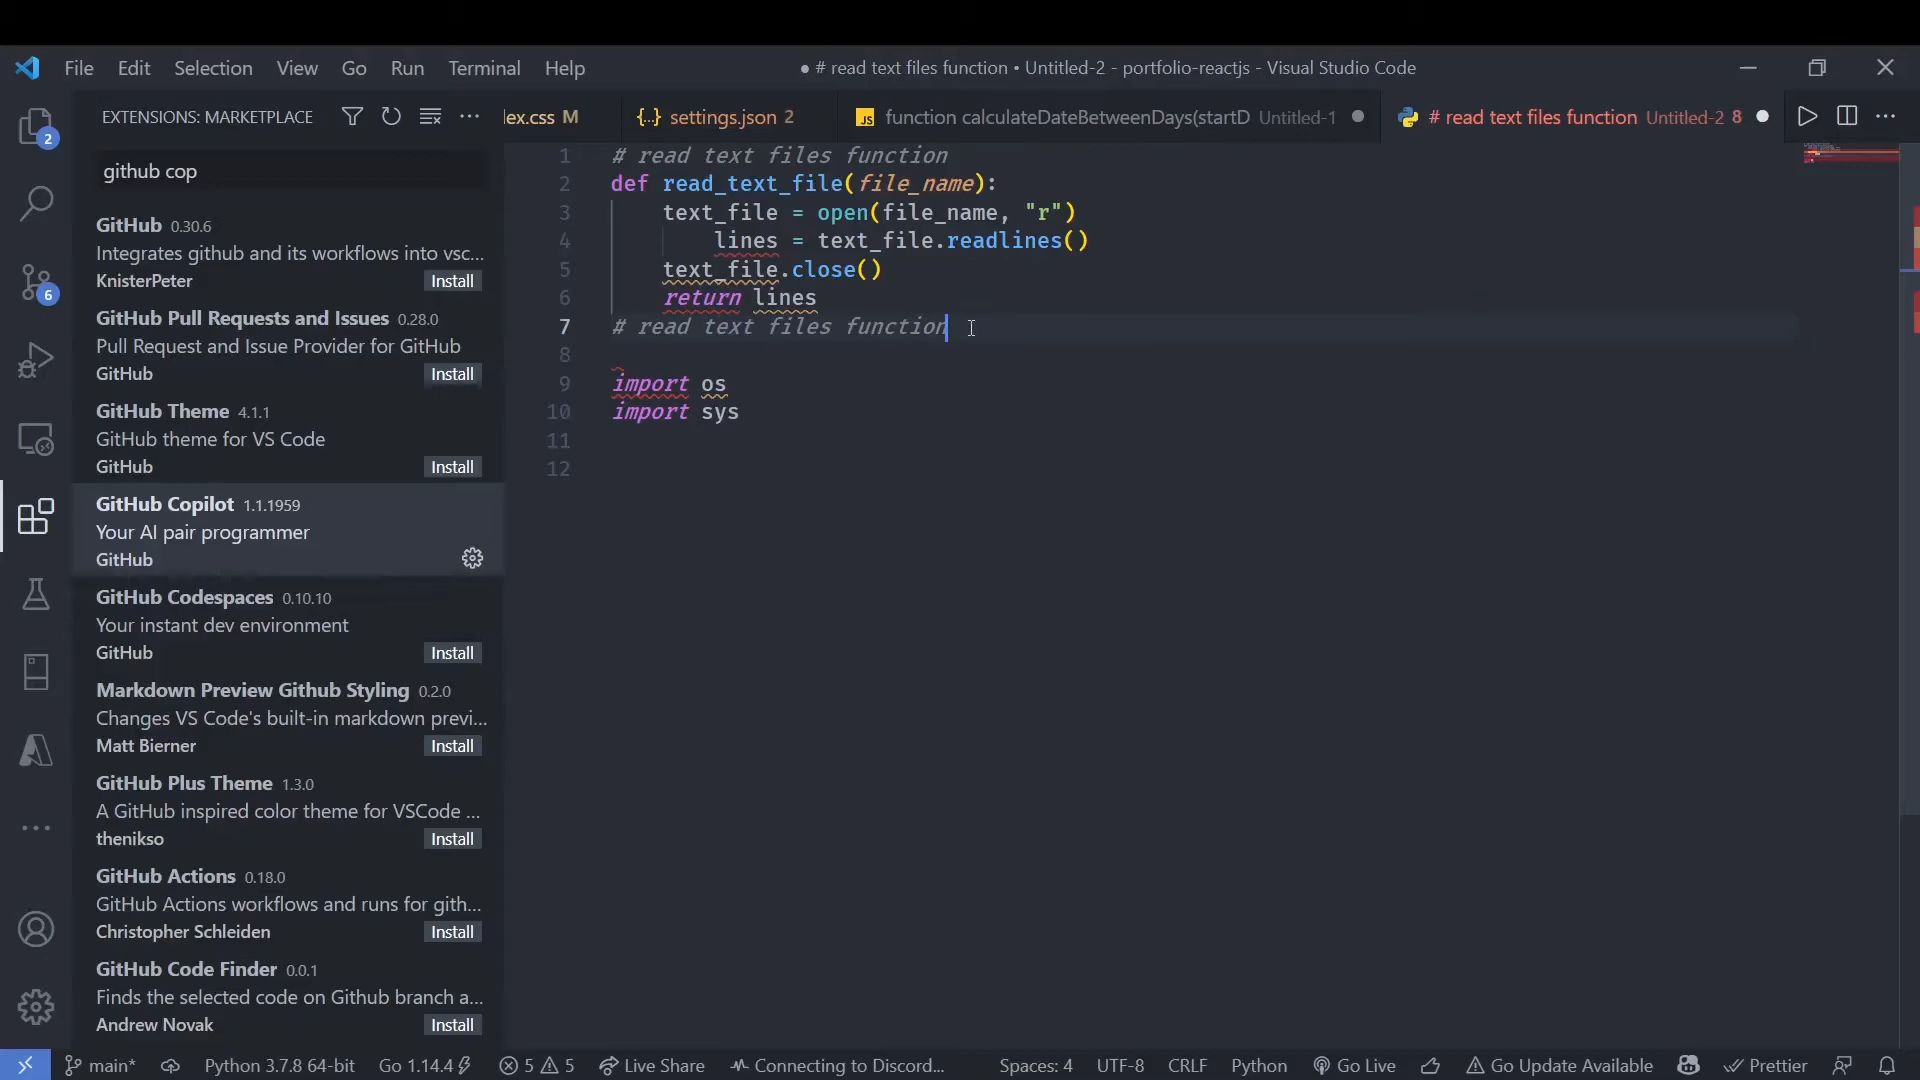 File Edit Selection View Go Run Terminal Help
● # read text files function • Untitled-2 - portfolio-reactjs - Visual Studio Code
EXTENSIONS: MARKETPLACE
ex.css M
{..} settings.json 2
JS function calculateDateBetweenDays(startD Untitled-1
# read text files function Untitled-2 8
github cop
GitHub 0.30.6
Integrates github and its workflows into vsc...
KnisterPeter Install
GitHub Pull Requests and Issues 0.28.0
Pull Request and Issue Provider for GitHub
GitHub Install
GitHub Theme 4.1.1
GitHub theme for VS Code
GitHub Install
GitHub Copilot 1.1.1959
Your AI pair programmer
GitHub
GitHub Codespaces 0.10.10
Your instant dev environment
GitHub Install
Markdown Preview Github Styling 0.2.0
Changes VS Code's built-in markdown previ...
Matt Bierner Install
GitHub Plus Theme 1.3.0
A GitHub inspired color theme for VSCode ...
thenikso Install
GitHub Actions 0.18.0
GitHub Actions workflows and runs for gith...
Christopher Schleiden Install
GitHub Code Finder 0.0.1
Finds the selected code on Github branch a...
Andrew Novak Install
2
6
1 # read text files function
2 def read_text_file(file_name):
3 text_file = open(file_name, "r")
4 lines = text_file.readlines()
5 text_file.close()
6 return lines
7 # read text files function
8
9 import os
10 import sys
11
12
main* Python 3.7.8 64-bit Go 1.14.4 5 5 Live Share Connecting to Discord... Spaces: 4 UTF-8 CRLF Python Go Live Go Update Available Prettier